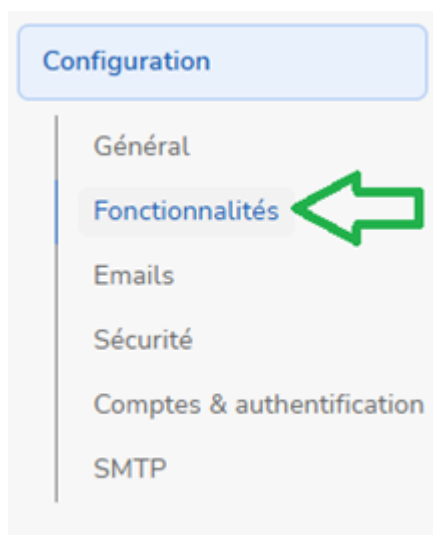 Configuration
Général
Fonctionnalités
Emails
Sécurité
Comptes & authentification
SMTP